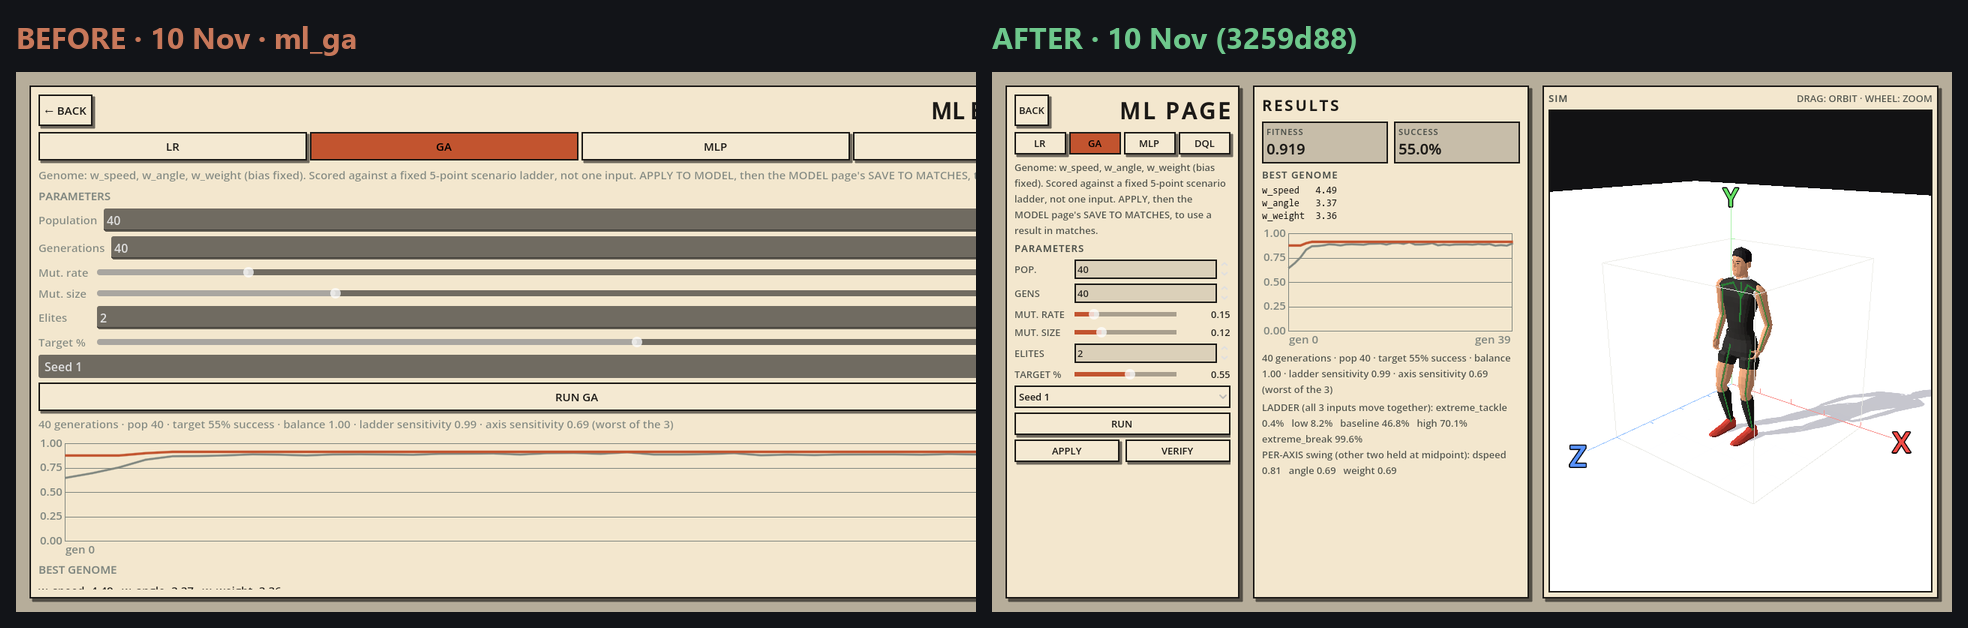 BEFORE · 10 Nov · ml_ga
← BACK
ML
LR
GA
MLP
Genome: w_speed, w_angle, w_weight (bias fixed). Scored against a fixed 5-point scenario ladder, not one input. APPLY TO MODEL, then the MODEL page's SAVE TO MATCHES,
PARAMETERS
Population 40
Generations 40
Mut. rate
Mut. size
Elites 2
Target %
Seed 1
RUN GA
40 generations · pop 40 · target 55% success · balance 1.00 · ladder sensitivity 0.99 · axis sensitivity 0.69 (worst of the 3)
1.00
0.75
0.50
0.25
0.00
gen 0
BEST GENOME
AFTER · 10 Nov (3259d88)
BACK
ML PAGE
LR
GA
MLP
DQL
Genome: w_speed, w_angle, w_weight (bias
fixed). Scored against a fixed 5-point scenario
ladder, not one input. APPLY, then the
MODEL page's SAVE TO MATCHES, to use a
result in matches.
PARAMETERS
POP. 40
GENS 40
MUT. RATE 0.15
MUT. SIZE 0.12
ELITES 2
TARGET % 0.55
Seed 1
RUN
APPLY
VERIFY
RESULTS
FITNESS
0.919
SUCCESS
55.0%
BEST GENOME
w_speed 4.49
w_angle 3.37
w_weight 3.36
1.00
0.75
0.50
0.25
0.00
gen 0
gen 39
40 generations · pop 40 · target 55% success · balance
1.00 · ladder sensitivity 0.99 · axis sensitivity 0.69
(worst of the 3)
LADDER (all 3 inputs move together): extreme_tackle
0.4% low 8.2% baseline 46.8% high 70.1%
extreme_break 99.6%
PER-AXIS swing (other two held at midpoint): dspeed
0.81 angle 0.69 weight 0.69
SIM
DRAG: ORBIT · WHEEL: ZOOM
Y
Z
X